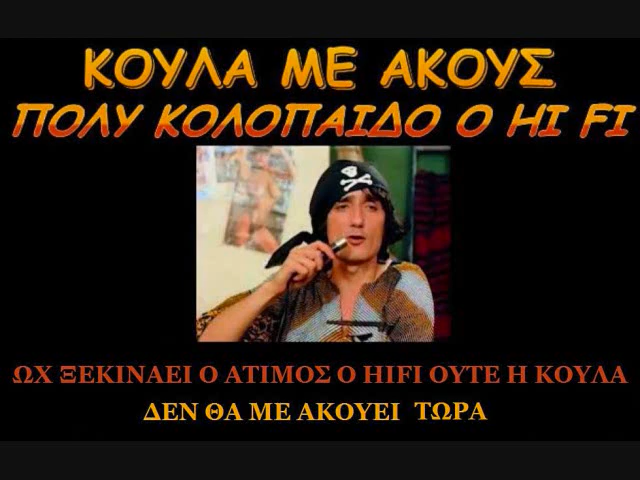 ΚΟΥΛΑ ΜΕ ΑΚΟΥΣ
ΠΟΛΥ ΚΟΛΟΠΑΙΔΟ Ο HI FI
ΩΧ ΞΕΚΙΝΑΕΙ Ο ΑΤΙΜΟΣ Ο HIFI ΟΥΤΕ Η ΚΟΥΛΑ
ΔΕΝ ΘΑ ΜΕ ΑΚΟΥΕΙ ΤΩΡΑ